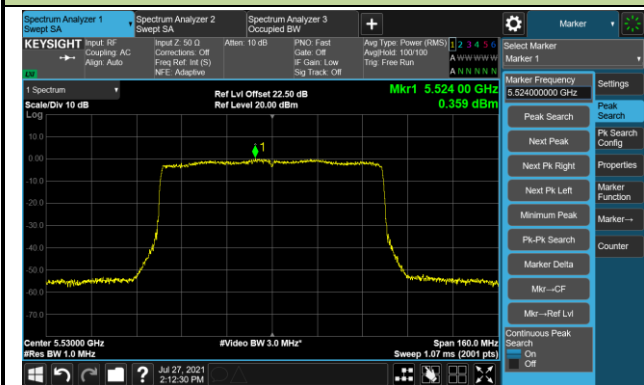 Spectrum Analyzer 1
Swept SA
Spectrum Analyzer 2
Swept SA
Spectrum Analyzer 3
Occupied BW
+
Marker
KEYSIGHT
Input: RF
Coupling: AC
Align: Auto
Input Z: 50 Ω
Corrections: Off
Freq Ref: Int (S)
NFE: Adaptive
Atten: 10 dB
PNO: Fast
Gate: Off
IF Gain: Low
Sig Track: Off
Avg Type: Power (RMS)
Avg|Hold: 100/100
Trig: Free Run
1 2 3 4 5 6
A W W W W W
A N N N N N
Select Marker
Marker 1
1 Spectrum
Scale/Div 10 dB
Log
Ref Lvl Offset 22.50 dB
Ref Level 20.00 dBm
Mkr1 5.524 00 GHz
0.359 dBm
1
10.0
0.00
-10.0
-20.0
-30.0
-40.0
-50.0
-60.0
-70.0
Center 5.53000 GHz
#Res BW 1.0 MHz
#Video BW 3.0 MHz*
Span 160.0 MHz
Sweep 1.07 ms (2001 pts)
Marker Frequency
5.524000000 GHz
Peak Search
Next Peak
Next Pk Right
Next Pk Left
Minimum Peak
Pk-Pk Search
Marker Delta
Mkr→CF
Mkr→Ref Lvl
Continuous Peak
Search
On
Off
Settings
Peak
Search
Pk Search
Config
Properties
Marker
Function
Marker→
Counter
?
Jul 27, 2021
2:12:30 PM